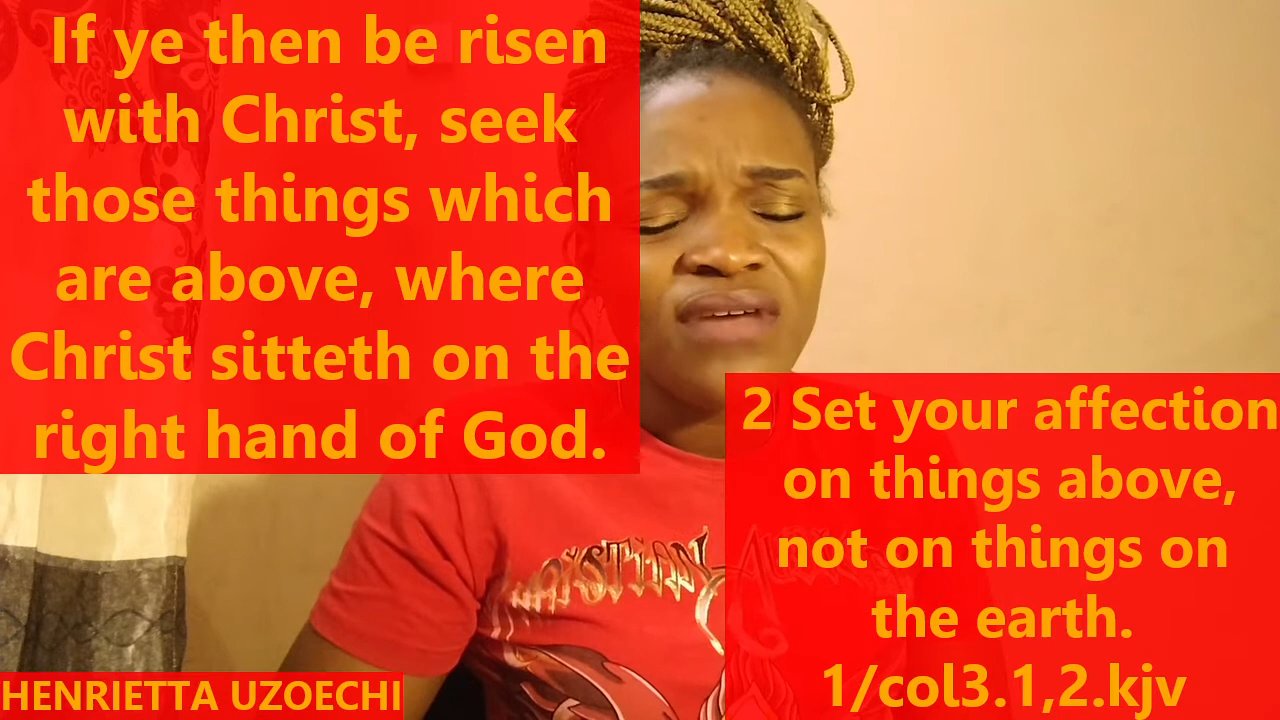 If ye then be risen
with Christ, seek
those things which
are above, where
Christ sitteth on the
right hand of God.
2 Set your affection
on things above,
not on things on
the earth.
1/col3.1,2.kjv
HENRIETTA UZOECHI